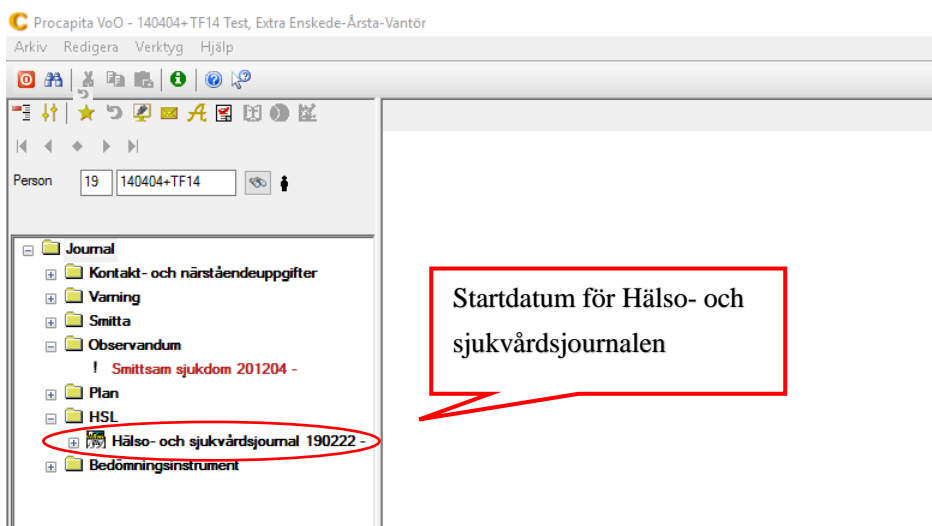 Procapita VoO - 140404+TF14 Test, Extra Enskede-Årsta-Vantör
Arkiv Redigera Verktyg Hjälp
Person 19 140404+TF14
Journal
Kontakt- och närståendeuppgifter
Varning
Smitta
Observandum
! Smittsam sjukdom 201204 -
Plan
HSL
Hälso- och sjukvårdsjournal 190222 -
Bedömningsinstrument
Startdatum för Hälso- och
sjukvårdsjournalen